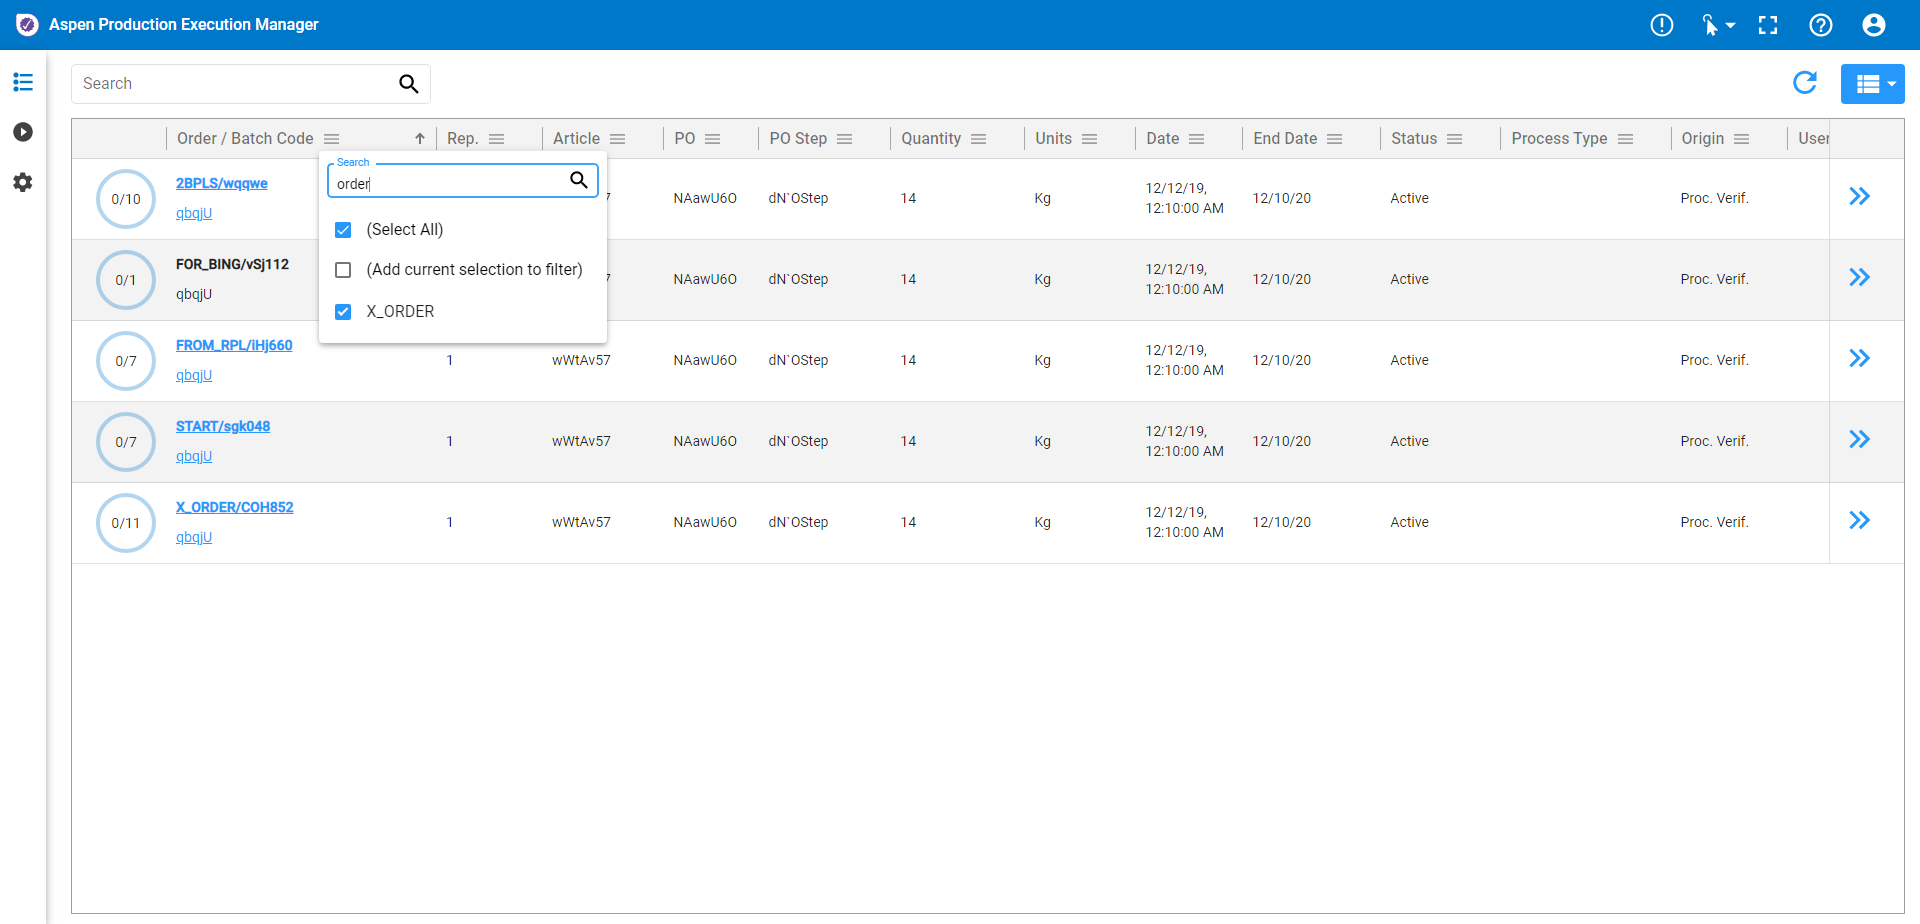 Aspen Production Execution Manager
Search
Order / Batch Code Rep. Article PO PO Step Quantity Units Date End Date Status Process Type Origin User
Search
order
(Select All)
(Add current selection to filter)
X_ORDER
0/10 2BPLS/wqqwe 7 NAawU6O dN`OStep 14 Kg 12/12/19, 12/10/20 Active Proc. Verif.
qbqjU 12:10:00 AM
0/1 FOR_BING/vSj112 7 NAawU6O dN`OStep 14 Kg 12/12/19, 12/10/20 Active Proc. Verif.
qbqjU 12:10:00 AM
0/7 FROM_RPL/iHj660 1 wWtAv57 NAawU6O dN`OStep 14 Kg 12/12/19, 12/10/20 Active Proc. Verif.
qbqjU 12:10:00 AM
0/7 START/sgk048 1 wWtAv57 NAawU6O dN`OStep 14 Kg 12/12/19, 12/10/20 Active Proc. Verif.
qbqjU 12:10:00 AM
0/11 X_ORDER/COH852 1 wWtAv57 NAawU6O dN`OStep 14 Kg 12/12/19, 12/10/20 Active Proc. Verif.
qbqjU 12:10:00 AM